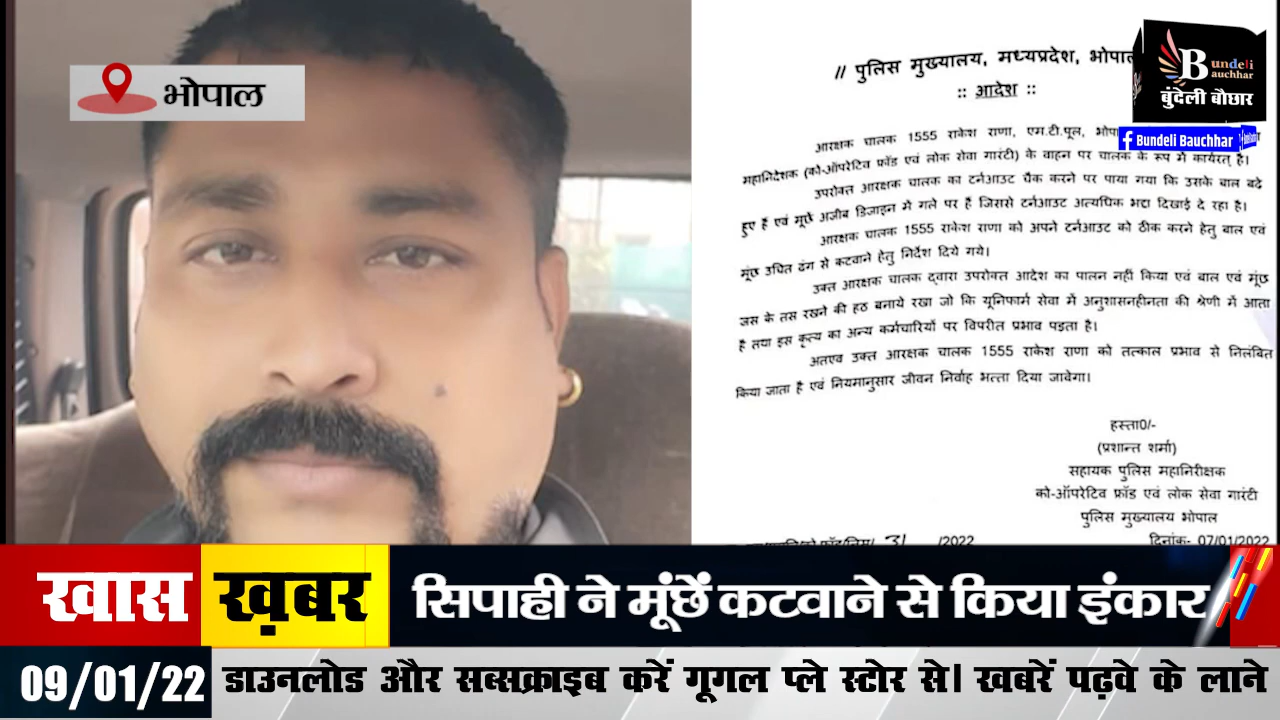 भोपाल
// पुलिस मुख्यालय, मध्यप्रदेश, भोपाल
:: आदेश ::
आरक्षक चालक 1555 राकेश राणा, एम.टी.पूल,
महानिदेशक (को-ऑपरेटिव फ्रॉड एवं लोक सेवा गारंटी) के वाहन पर चालक के रूप में कार्यरत् है।
उपरोक्त आरक्षक चालक का टर्नआउट चैक करने पर पाया गया कि उसके बाल बढे
हुए हैं एवं मूछें अजीब डिजाइन में गले पर हैं जिससे टर्नआउट अत्यधिक भद्दा दिखाई दे रहा है।
आरक्षक चालक 1555 राकेश राणा को अपने टर्नआउट को ठीक करने हेतु बाल एवं
मूंछ उचित ढंग से कटवाने हेतु निर्देश दिये गये।
उक्त आरक्षक चालक द्वारा उपरोक्त आदेश का पालन नहीं किया एवं बाल एवं मूंछ
जस के तस रखने की हठ बनाये रखा जो कि यूनिफार्म सेवा में अनुशासनहीनता की श्रेणी में आता
है तथा इस कृत्य का अन्य कर्मचारियों पर विपरीत प्रभाव पड़ता है।
अतएव उक्त आरक्षक चालक 1555 राकेश राणा को तत्काल प्रभाव से निलंबित
किया जाता है एवं नियमानुसार जीवन निर्वाह भत्ता दिया जावेगा।
हस्ता0/-
(प्रशान्त शर्मा)
सहायक पुलिस महानिरीक्षक
को-ऑपरेटिव फ्रॉड एवं लोक सेवा गारंटी
पुलिस मुख्यालय भोपाल
31 /2022 दिनांक- 07/01/2022
Bundeli
Bauchhar
बुंदेली बौछार
f Bundeli Bauchhar
खास ख़बर
सिपाही ने मूंछें कटवाने से किया इंकार
09/01/22
डाउनलोड और सब्सक्राइब करें गूगल प्ले स्टोर से। खबरें पढ़वे के लाने